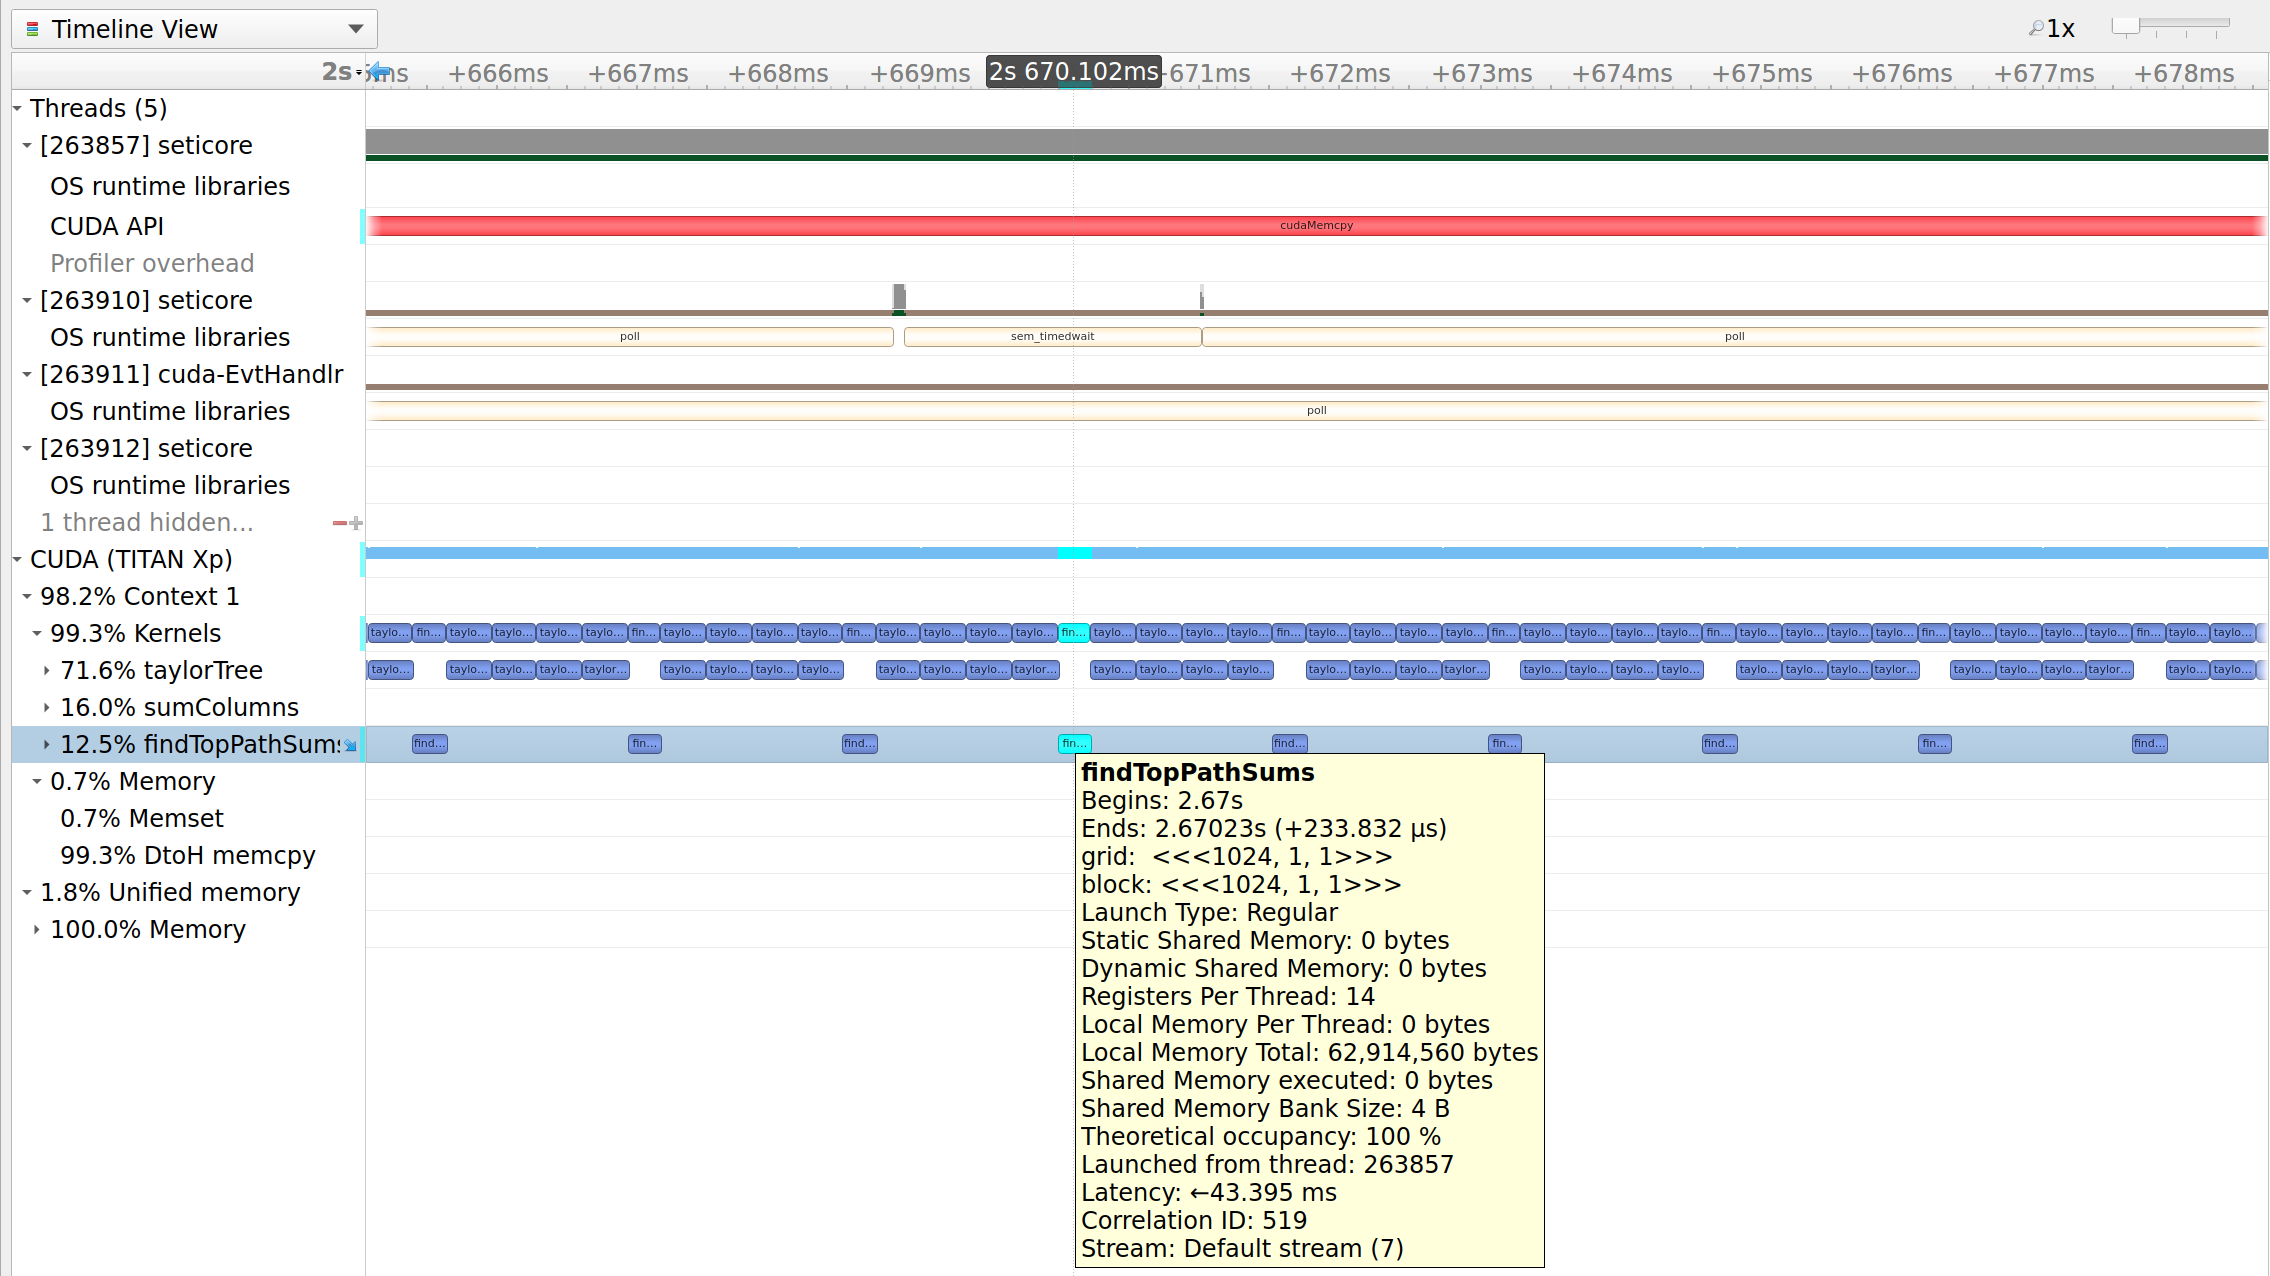 Timeline View
1x
2s
+666ms +667ms +668ms +669ms 2s 670.102ms 671ms +672ms +673ms +674ms +675ms +676ms +677ms +678ms
Threads (5)
[263857] seticore
OS runtime libraries
CUDA API
cudaMemcpy
Profiler overhead
[263910] seticore
OS runtime libraries
poll sem_timedwait poll
[263911] cuda-EvtHandlr
OS runtime libraries
poll
[263912] seticore
OS runtime libraries
1 thread hidden...
CUDA (TITAN Xp)
98.2% Context 1
99.3% Kernels
taylo... fin... taylo... taylo... taylo... taylo... fin... taylo... taylo... taylo... taylo... fin... taylo... taylo... taylo... taylo... fin... taylo... taylo... taylo... taylo... fin... taylo... taylo... taylo... taylo... fin... taylo... taylo... taylo... taylo... fin... taylo... taylo... taylo... taylo... fin... taylo... taylo... taylo... taylo... fin... taylo... taylo...
71.6% taylorTree
taylo... taylo... taylo... taylo... taylor... taylo... taylo... taylo... taylo... taylo... taylo... taylo... taylor... taylo... taylo... taylo... taylo... taylo... taylo... taylo... taylor... taylo... taylo... taylo... taylo... taylo... taylo... taylo... taylor... taylo... taylo... taylo... taylor... taylo... taylo...
16.0% sumColumns
12.5% findTopPathSums
find... fin... find... fin... find... fin... find... fin... find...
0.7% Memory
0.7% Memset
99.3% DtoH memcpy
1.8% Unified memory
100.0% Memory
findTopPathSums
Begins: 2.67s
Ends: 2.67023s (+233.832 μs)
grid: <<<1024, 1, 1>>>
block: <<<1024, 1, 1>>>
Launch Type: Regular
Static Shared Memory: 0 bytes
Dynamic Shared Memory: 0 bytes
Registers Per Thread: 14
Local Memory Per Thread: 0 bytes
Local Memory Total: 62,914,560 bytes
Shared Memory executed: 0 bytes
Shared Memory Bank Size: 4 B
Theoretical occupancy: 100 %
Launched from thread: 263857
Latency: ←43.395 ms
Correlation ID: 519
Stream: Default stream (7)